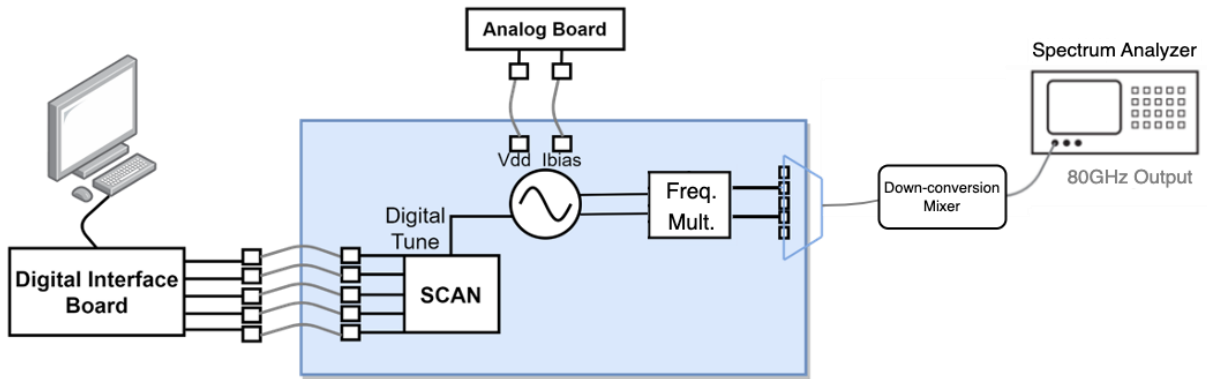 Analog Board
Spectrum Analyzer
Vdd Ibias
80GHz Output
Freq.
Mult.
Down-conversion
Mixer
Digital
Tune
Digital Interface
Board
SCAN